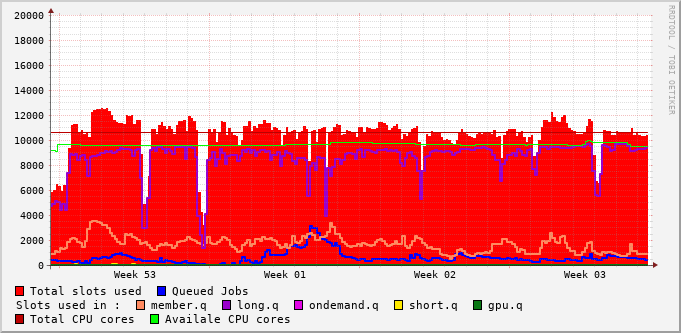 20000
18000
16000
14000
12000
10000
8000
6000
4000
2000
0
Week 53 Week 01 Week 02 Week 03
RRDTOOL / TOBI OETIKER
Total slots used Queued Jobs
Slots used in : member.q long.q ondemand.q short.q gpu.q
Total CPU cores Availale CPU cores